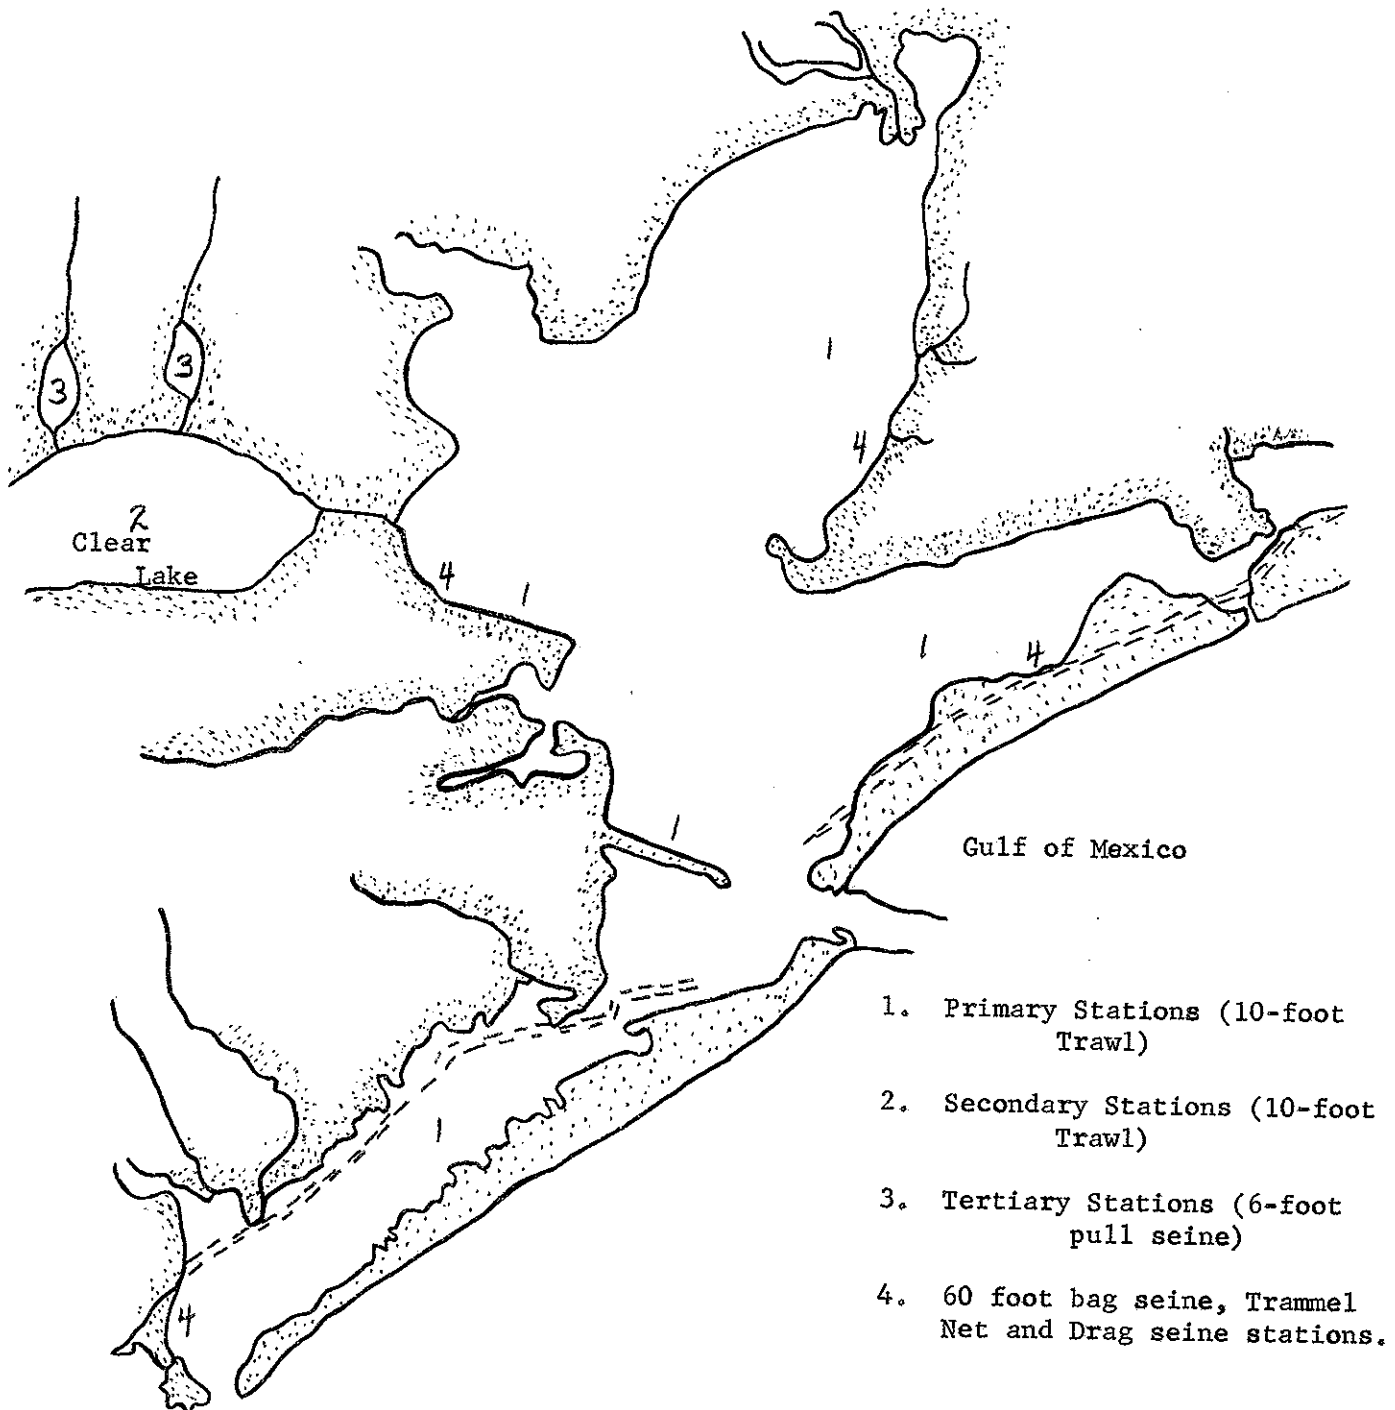 1
3
3
4
2
Clear
Lake
4
1
1
4
1
Gulf of Mexico
1. Primary Stations (10-foot
Trawl)
2. Secondary Stations (10-foot
Trawl)
1
3. Tertiary Stations (6-foot
pull seine)
4. 60 foot bag seine, Trammel
Net and Drag seine stations.
4